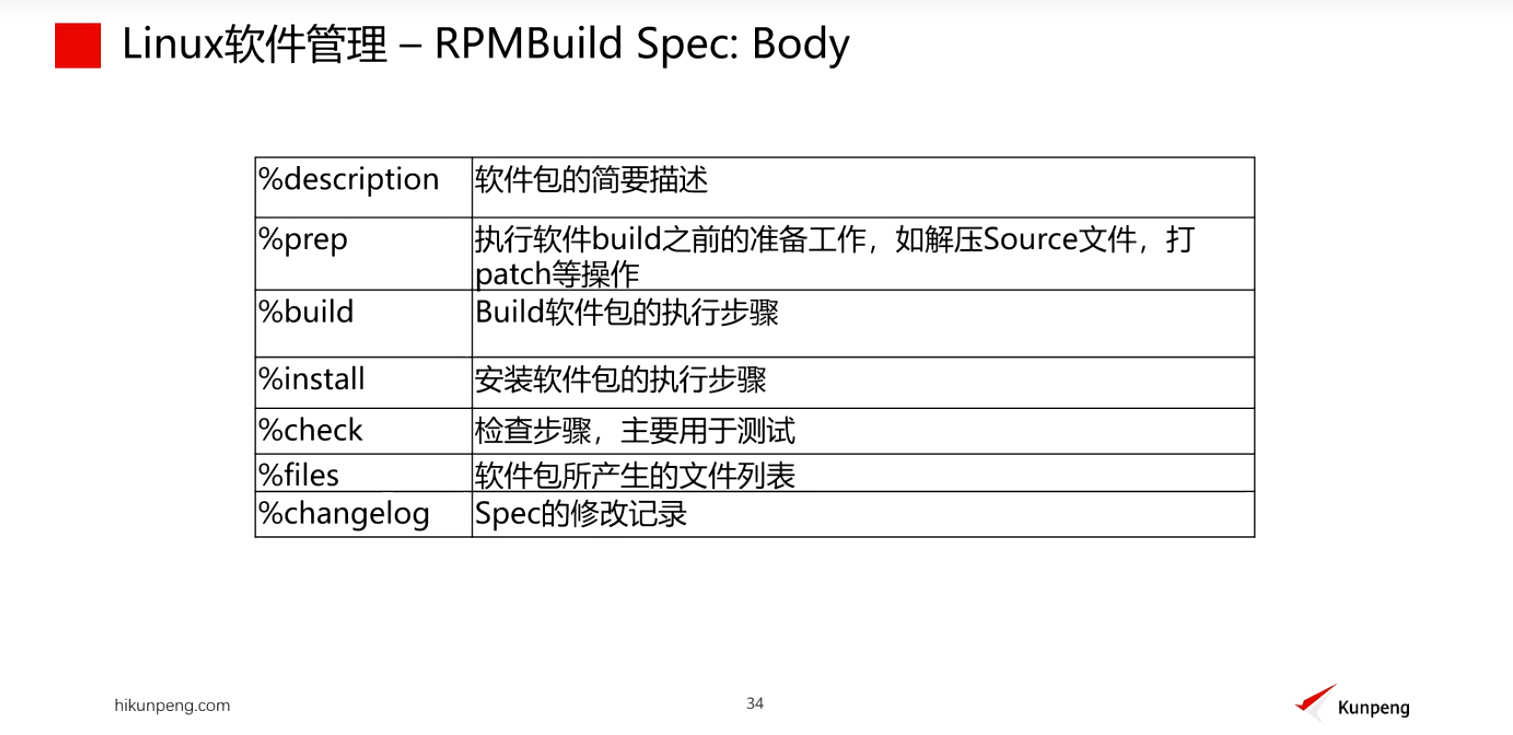 Linux软件管理 – RPMBuild Spec: Body
%description 软件包的简要描述
%prep 执行软件build之前的准备工作，如解压Source文件，打
patch等操作
%build Build软件包的执行步骤
%install 安装软件包的执行步骤
%check 检查步骤，主要用于测试
%files 软件包所产生的文件列表
%changelog Spec的修改记录
hikunpeng.com 34 Kunpeng